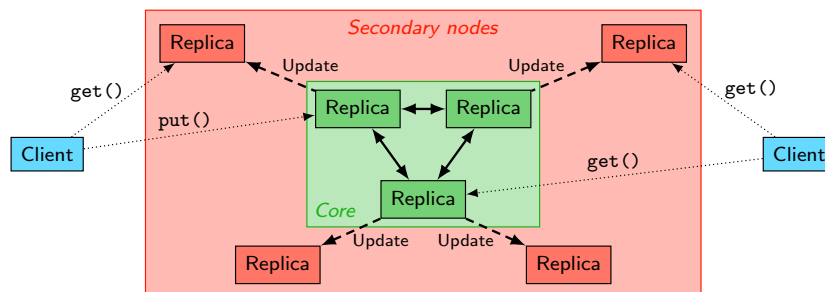 Secondary nodes
Replica
Replica
Update
Update
get()
get()
Replica
Replica
put()
Client
Client
get()
Replica
Core
Update
Update
Replica
Replica